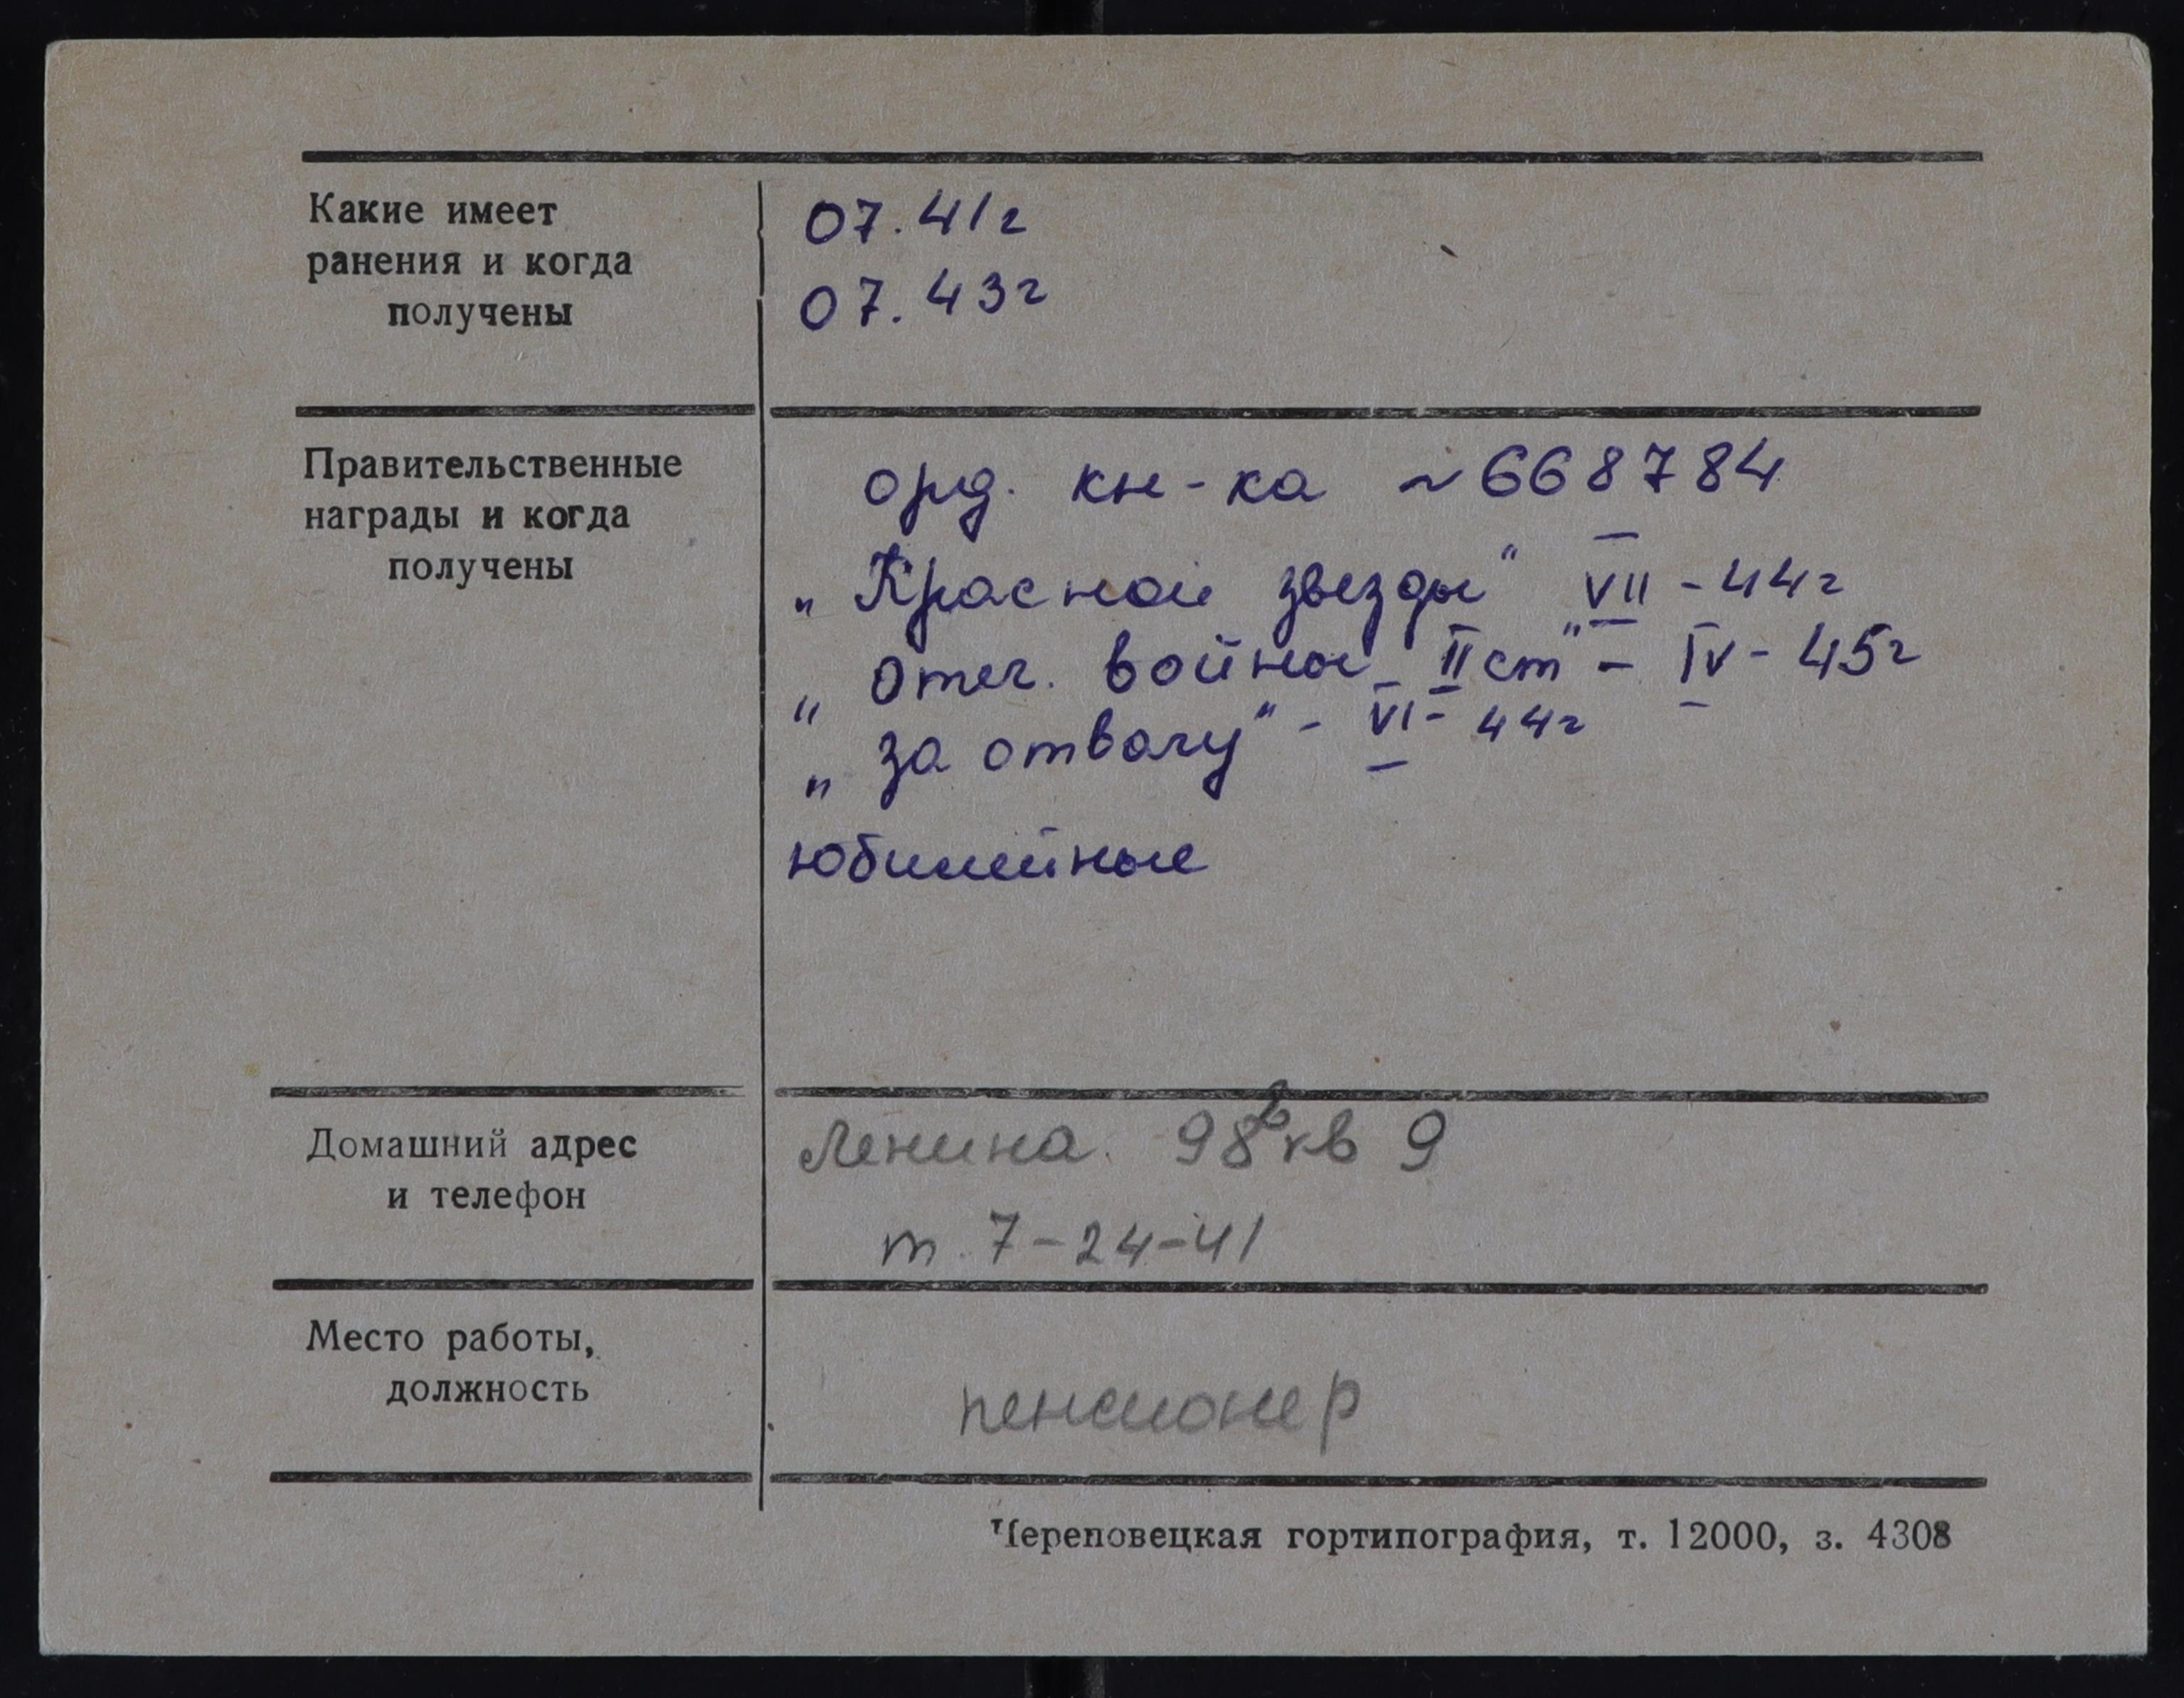 Какие имеет
ранения и когда
получены
07.41г
07.43г
Правительственные
награды и когда
получены
орд. кн-ка ~668784
„Красной звезды" VII - 44г
„Отеч. войны II ст" - IV - 45г
„за отвагу" - VI - 44г
юбилейные
Домашний адрес
и телефон
Ленина 98 кв 9
т. 7-24-41
Место работы,
должность
пенсионер
Череповецкая гортипография, т. 12000, з. 4308